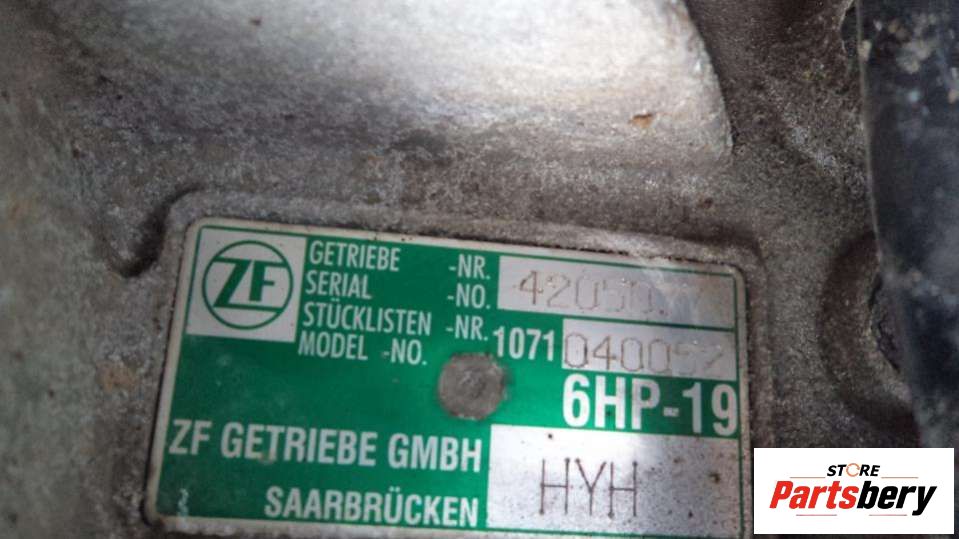 ZF
GETRIEBE -NR.
SERIAL -NO.
STÜCKLISTEN -NR. 1071 040057
MODEL -NO.
6HP-19
ZF GETRIEBE GMBH
SAARBRÜCKEN
HYH
STORE
Partsbery